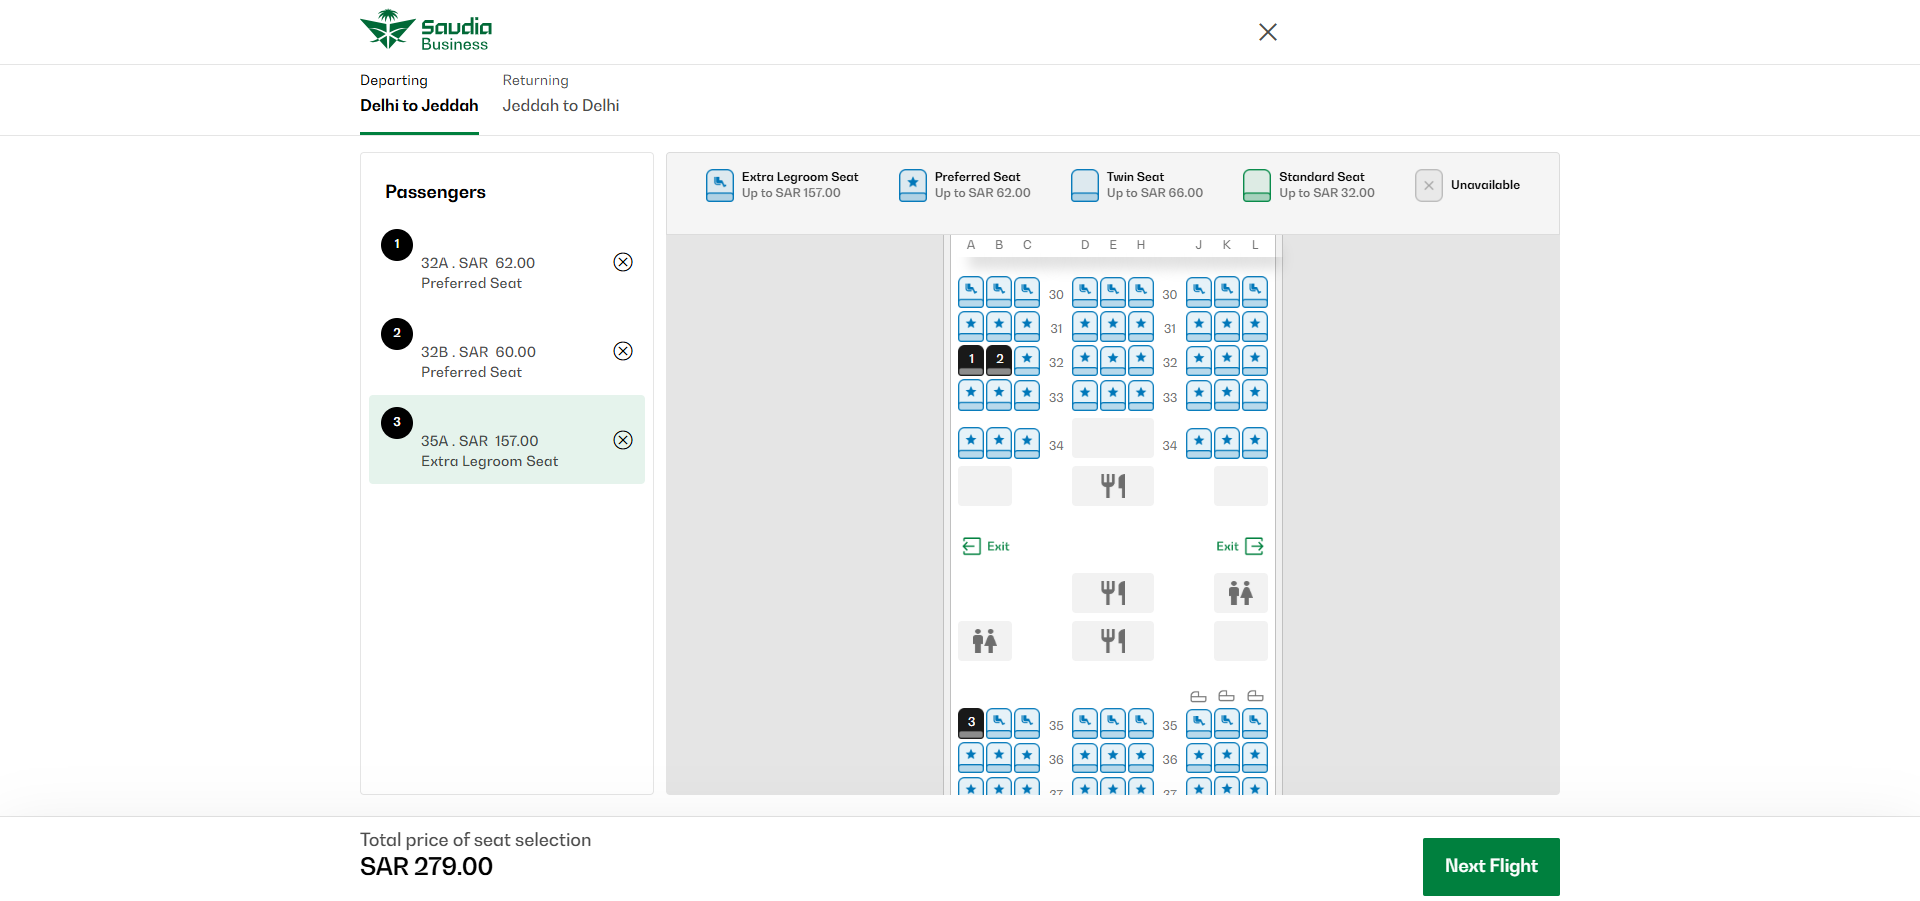 Saudia
Business
Departing
Delhi to Jeddah
Returning
Jeddah to Delhi
Passengers
1
32A . SAR 62.00
Preferred Seat
2
32B . SAR 60.00
Preferred Seat
3
35A . SAR 157.00
Extra Legroom Seat
Extra Legroom Seat
Up to SAR 157.00
Preferred Seat
Up to SAR 62.00
Twin Seat
Up to SAR 66.00
Standard Seat
Up to SAR 32.00
Unavailable
A B C D E H J K L
30 30
31 31
1 2 32 32
33 33
34 34
Exit Exit
3 35 35
36 36
37 37
Total price of seat selection
SAR 279.00
Next Flight